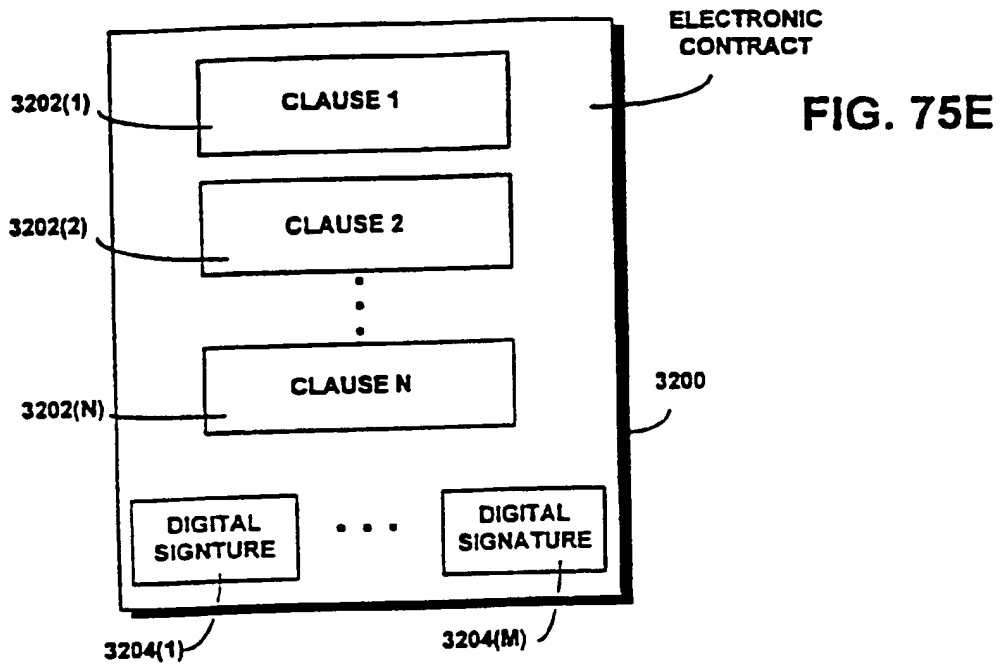 ELECTRONIC
CONTRACT
FIG. 75E
3202(1)
CLAUSE 1
3202(2)
CLAUSE 2
CLAUSE N
3202(N)
3200
DIGITAL
SIGNTURE
DIGITAL
SIGNATURE
3204(1)
3204(M)